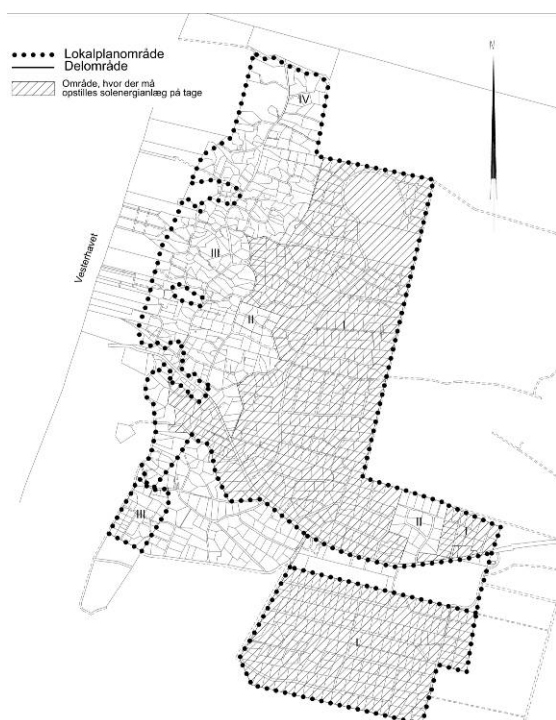 N
Lokalplanområde
Delområde
Område, hvor der må
opstilles solenergianlæg på tage
IV
Vesterhavet
III
II
I
III
II
I
I.